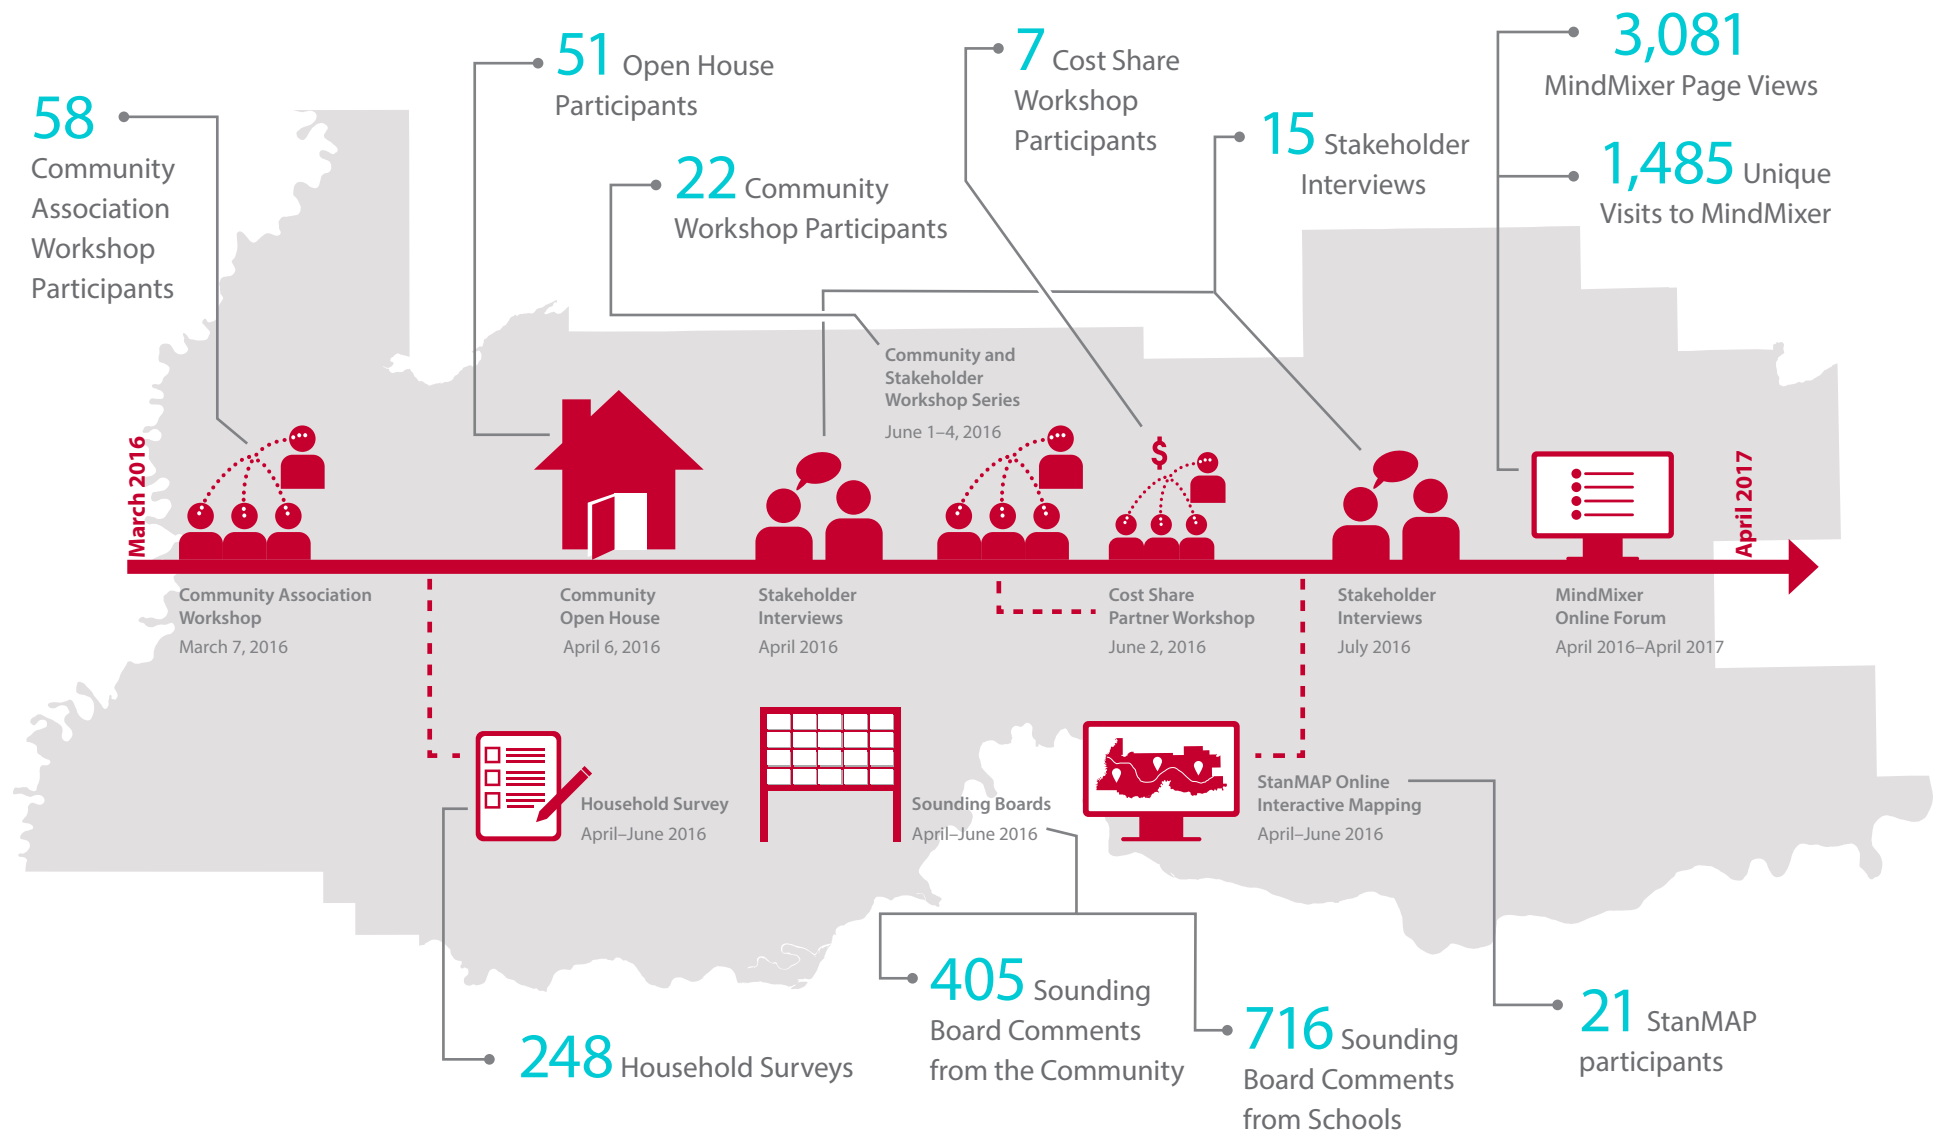 58
Community
Association
Workshop
Participants
51 Open House
Participants
22 Community
Workshop Participants
7 Cost Share
Workshop
Participants
15 Stakeholder
Interviews
3,081
MindMixer Page Views
1,485 Unique
Visits to MindMixer
Community and
Stakeholder
Workshop Series
June 1–4, 2016
$
March 2016
April 2017
Community Association
Workshop
March 7, 2016
Community
Open House
April 6, 2016
Stakeholder
Interviews
April 2016
Cost Share
Partner Workshop
June 2, 2016
Stakeholder
Interviews
July 2016
MindMixer
Online Forum
April 2016–April 2017
Household Survey
April–June 2016
Sounding Boards
April–June 2016
StanMAP Online
Interactive Mapping
April–June 2016
248 Household Surveys
405 Sounding
Board Comments
from the Community
716 Sounding
Board Comments
from Schools
21 StanMAP
participants